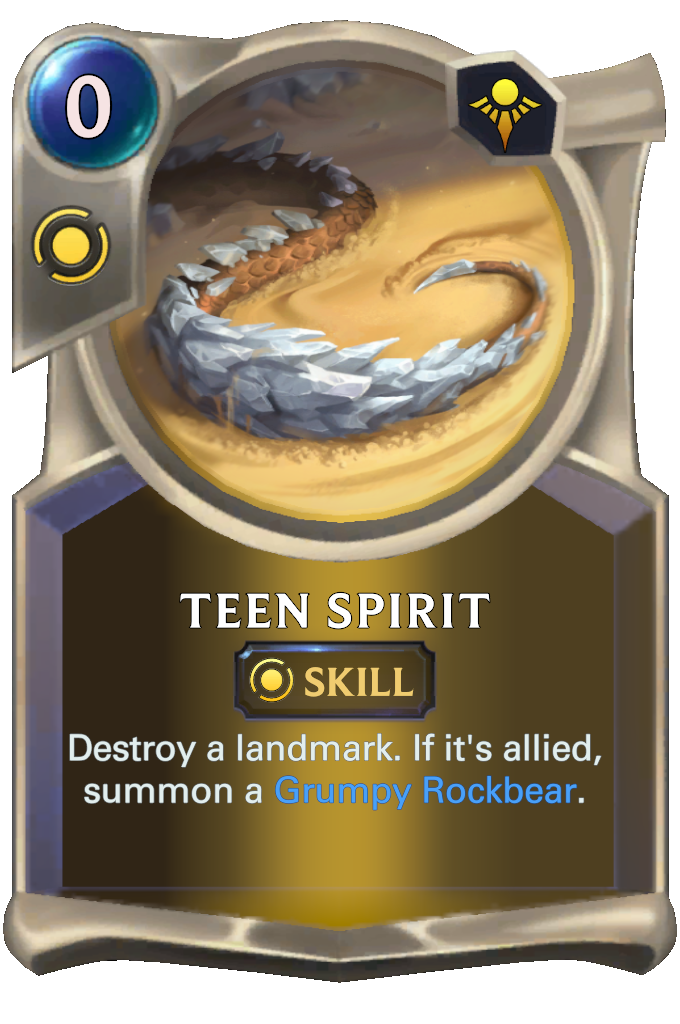 0
TEEN SPIRIT
SKILL
Destroy a landmark. If it's allied,
summon a Grumpy Rockbear.